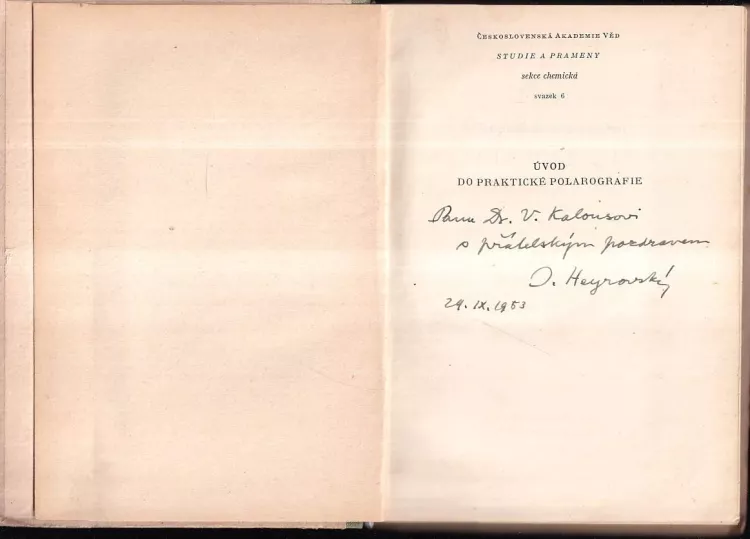 Československá Akademie Věd
STUDIE A PRAMENY
sekce chemická
svazek 6
ÚVOD
DO PRAKTICKÉ POLAROGRAFIE
Panu Dr. V. Kalousovi
s přátelským pozdravem
J. Heyrovský
29.IX.1953